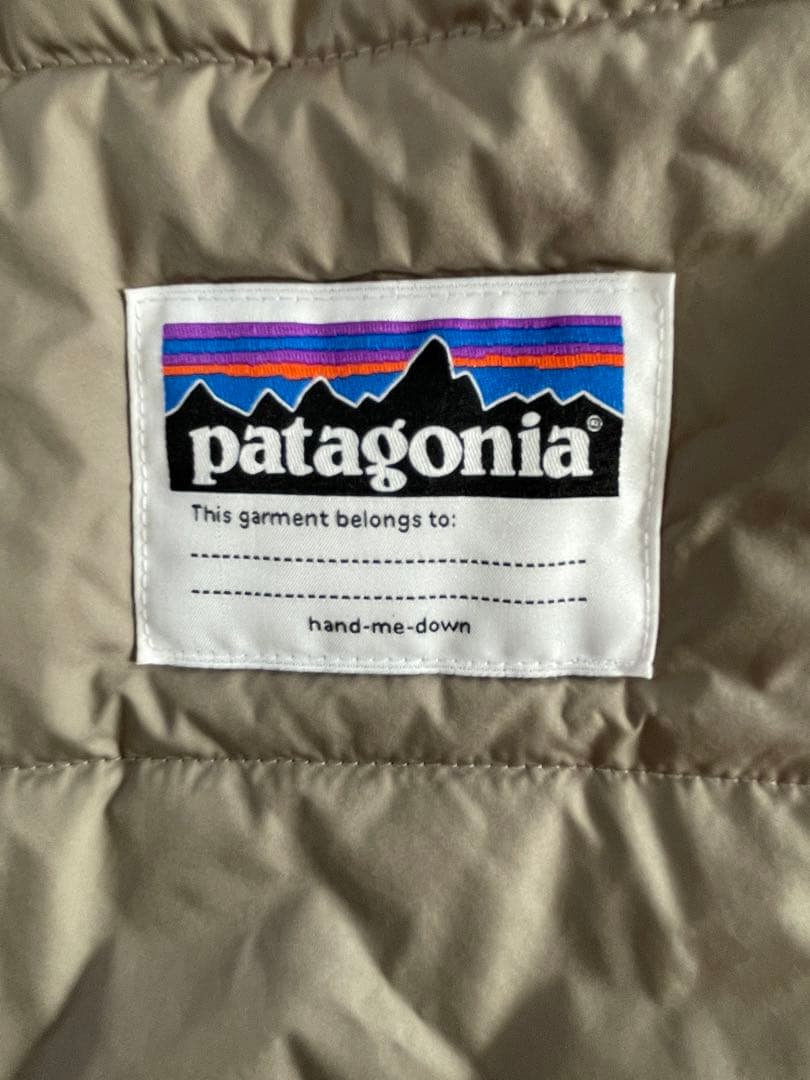 patagonia®
This garment belongs to:
hand-me-down